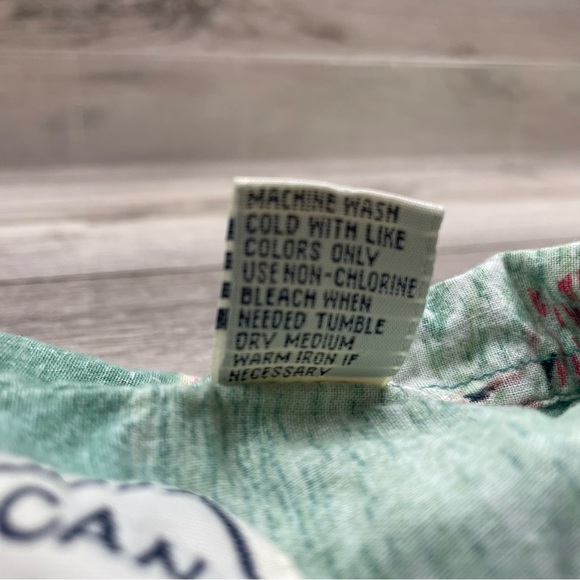 MACHINE WASH
COLD WITH LIKE
COLORS ONLY
USE NON-CHLORINE
BLEACH WHEN
NEEDED TUMBLE
DRY MEDIUM
WARM IRON IF
NECESSARY
CAN